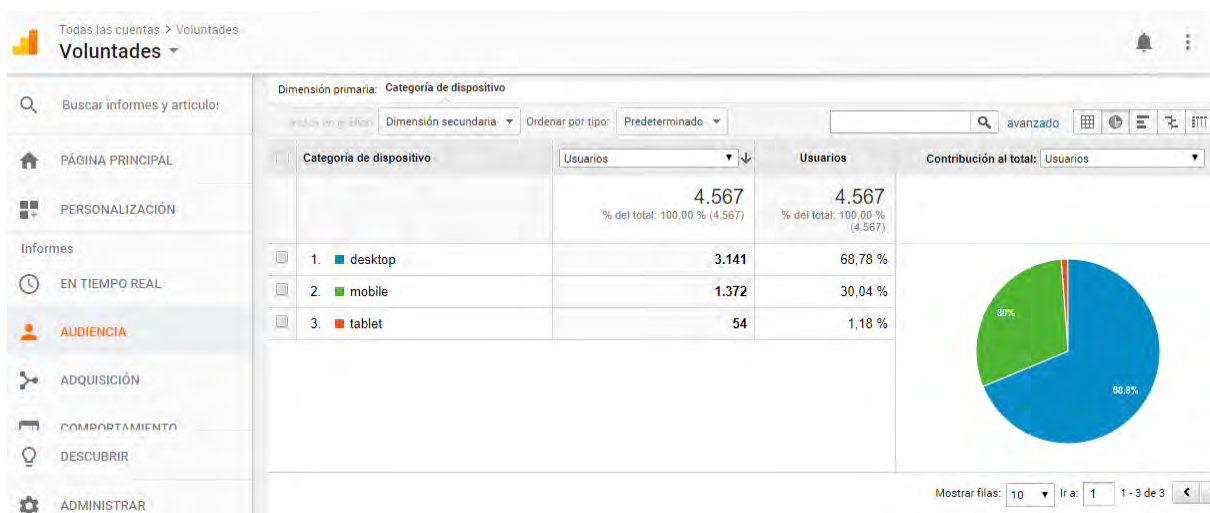 Todas las cuentas > Voluntades
Voluntades
Buscar informes y artículo:
PÁGINA PRINCIPAL
PERSONALIZACIÓN
Informes
EN TIEMPO REAL
AUDIENCIA
ADQUISICIÓN
COMPORTAMIENTO
DESCUBRIR
ADMINISTRAR
Dimensión primaria: Categoría de dispositivo
Dimensión secundaria Ordenar por tipo: Predeterminado avanzado
Categoría de dispositivo Usuarios Usuarios Contribución al total: Usuarios
4.567 4.567
% del total: 100,00 % (4.567) % del total: 100,00 %
(4.567)
1. desktop 3.141 68,78 %
2. mobile 1.372 30,04 %
3. tablet 54 1,18 %
30%
68,8%
Mostrar filas: 10 Ir a: 1 1 - 3 de 3